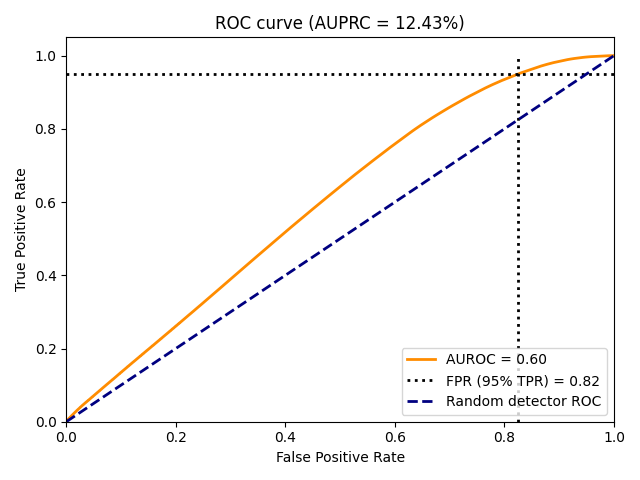 ROC curve (AUPRC = 12.43%)
True Positive Rate
1.0
0.8
0.6
0.4
0.2
0.0
0.0 0.2 0.4 0.6 0.8 1.0
False Positive Rate
AUROC = 0.60
FPR (95% TPR) = 0.82
Random detector ROC